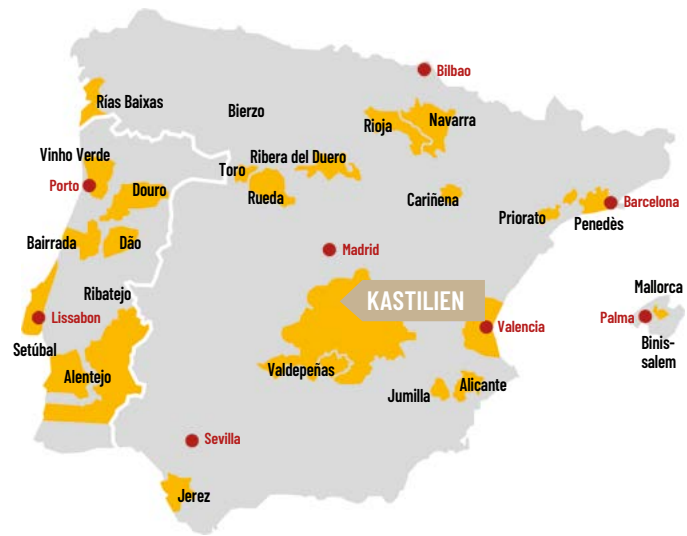 Bilbao
Rías Baixas
Bierzo
Rioja
Navarra
Vinho Verde
Ribera del Duero
Toro
Porto
Douro
Rueda
Cariñena
Barcelona
Priorato
Penedès
Bairrada
Dão
Madrid
Ribatejo
KASTILIEN
Mallorca
Lissabon
Palma
Valencia
Setúbal
Binis-
salem
Alentejo
Valdepeñas
Jumilla
Alicante
Sevilla
Jerez